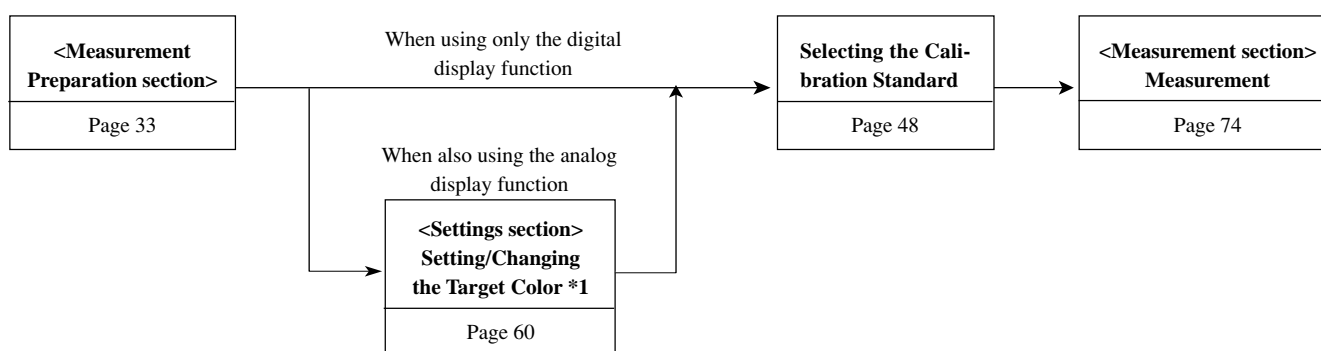 <Measurement
Preparation section>
Page 33
When using only the digital
display function
When also using the analog
display function
<Settings section>
Setting/Changing
the Target Color *1
Page 60
Selecting the Cali-
bration Standard
Page 48
<Measurement section>
Measurement
Page 74